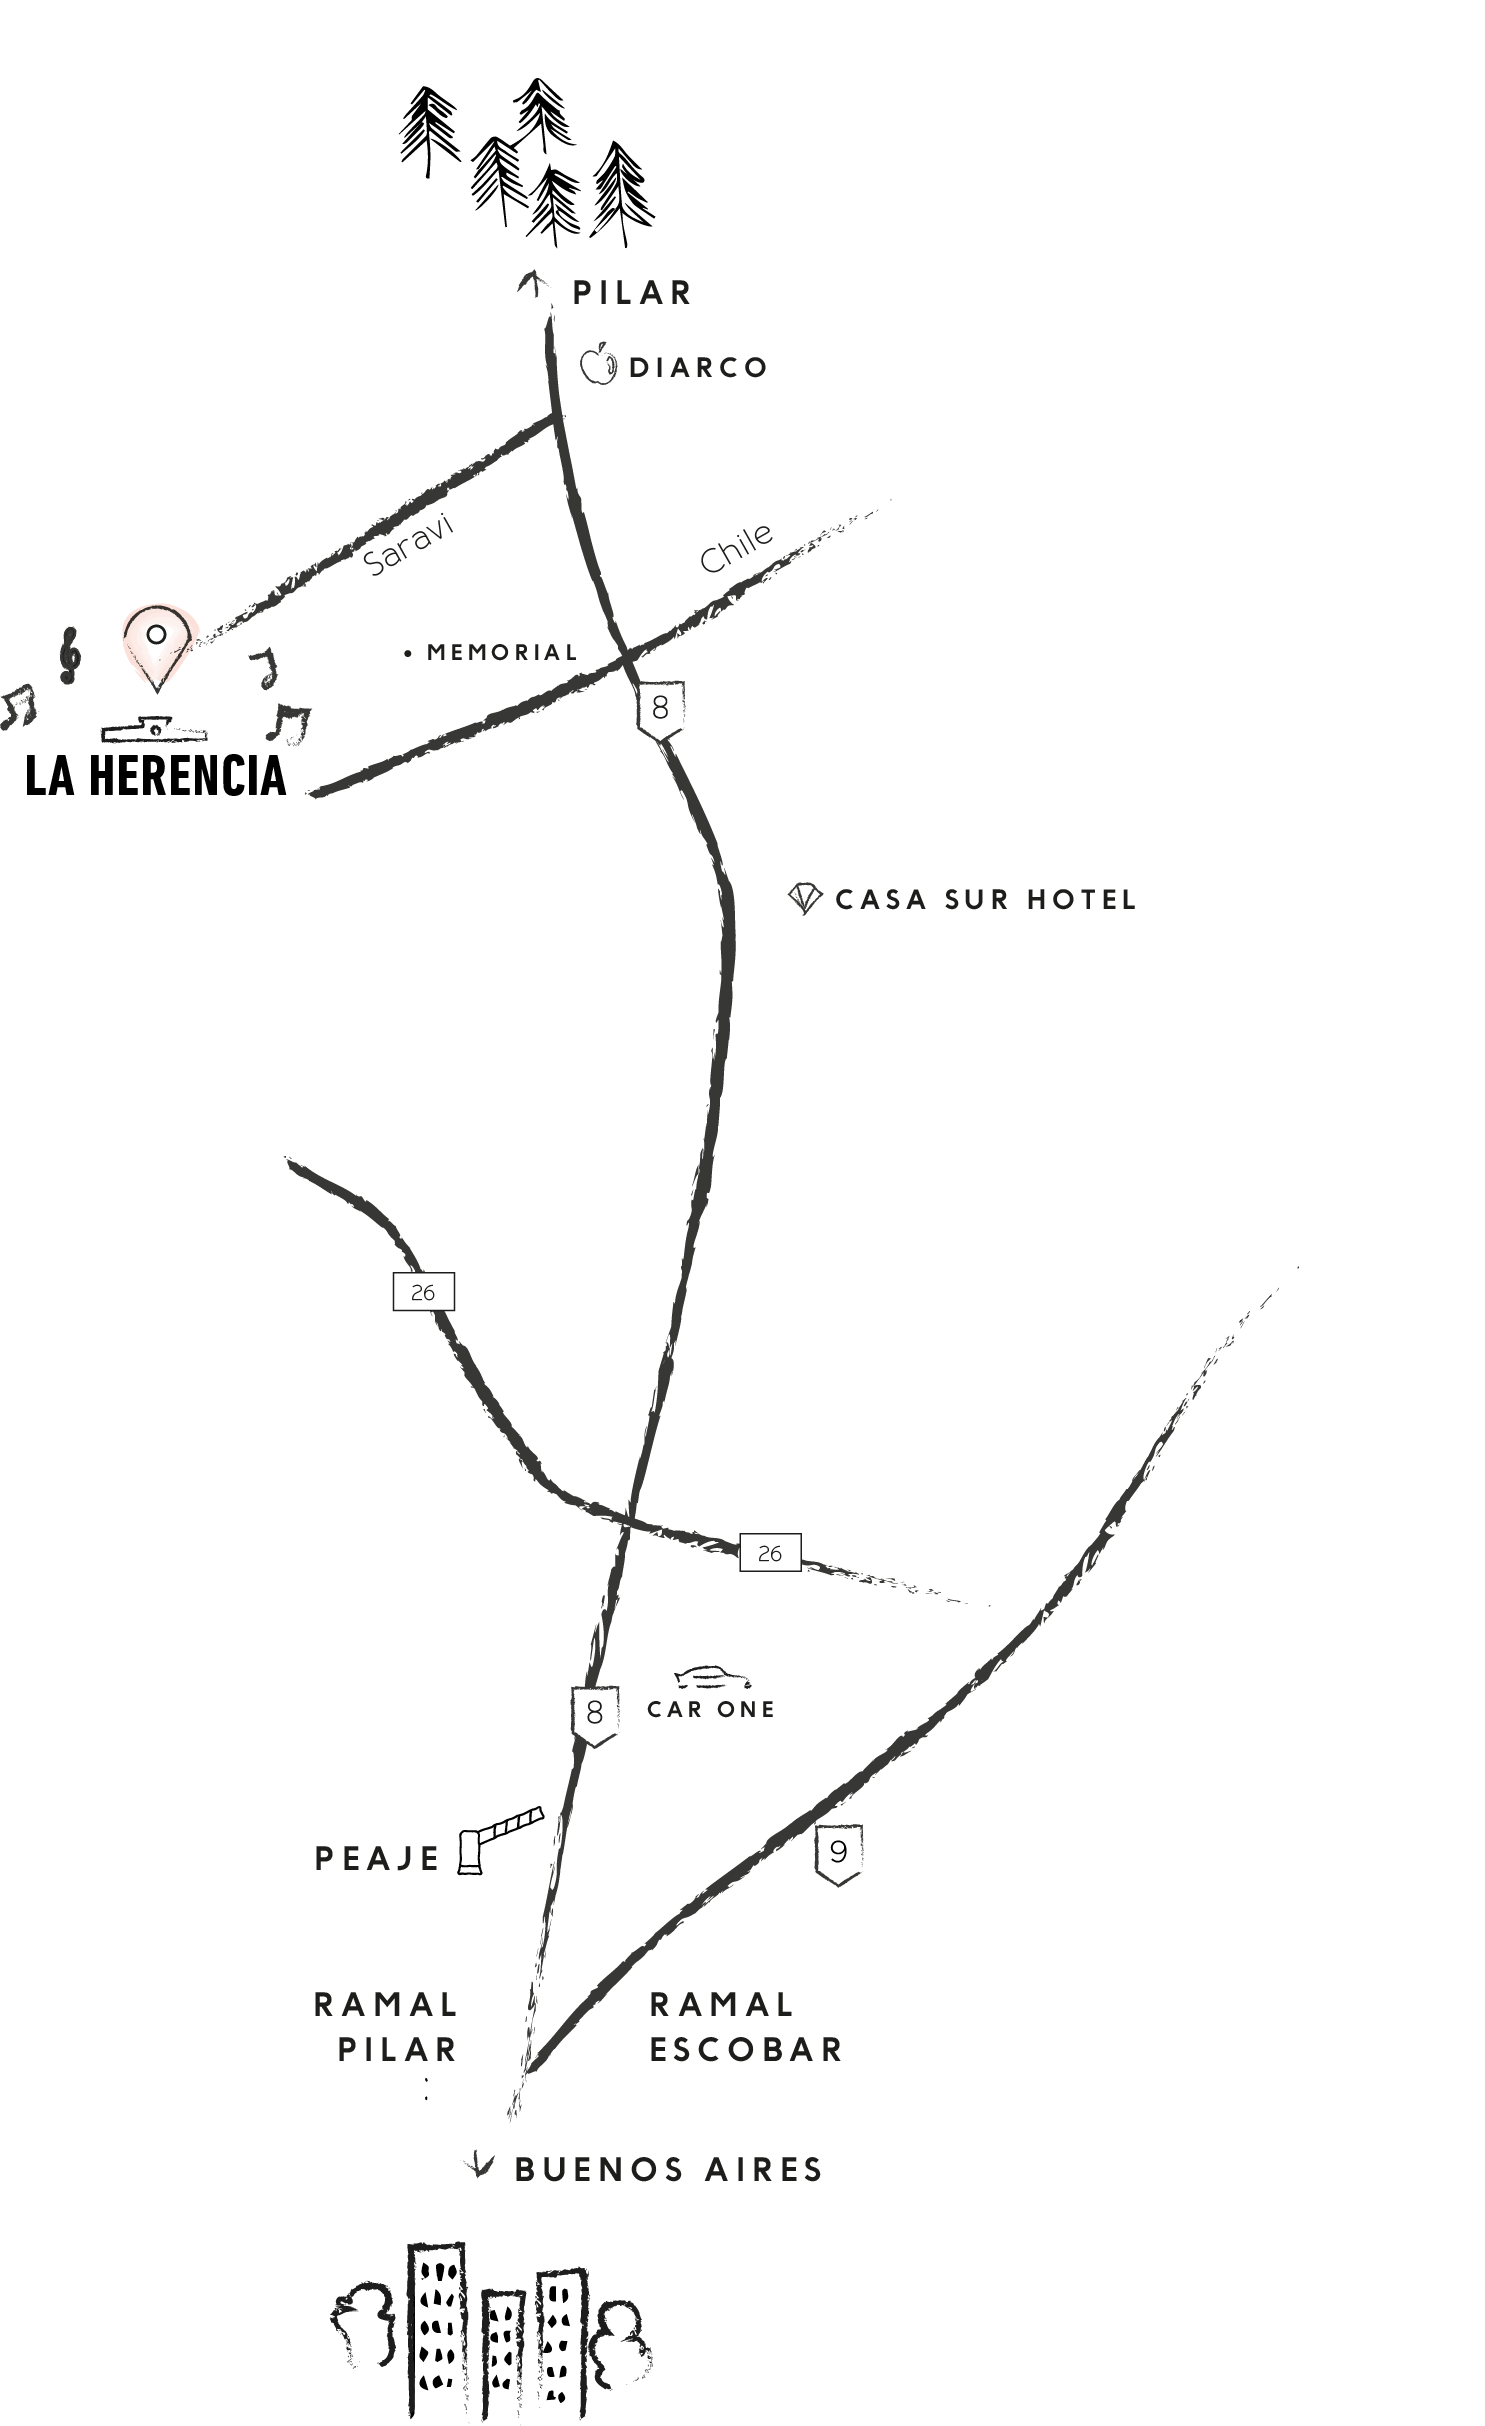 PILAR
DIARCO
Saravi
Chile
MEMORIAL
8
LA HERENCIA
CASA SUR HOTEL
26
26
CAR ONE
8
PEAJE
9
RAMAL
PILAR
RAMAL
ESCOBAR
BUENOS AIRES